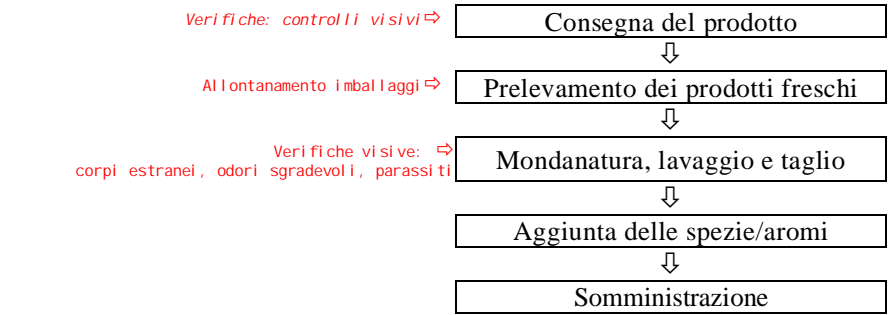 Verifiche: controlli visivi⇨ Consegna del prodotto
Allontanamento imballaggi⇨ Prelevamento dei prodotti freschi
Verifiche visive: ⇨
corpi estranei, odori sgradevoli, parassiti
Mondanatura, lavaggio e taglio
Aggiunta delle spezie/aromi
Somministrazione